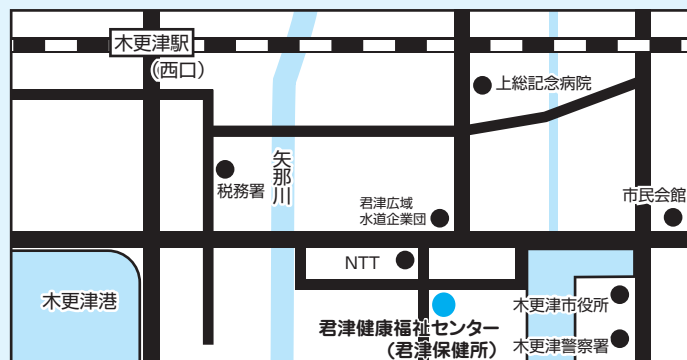 木更津駅
（西口）
上総記念病院
矢那川
税務署
市民会館
君津広域
水道企業団
NTT
木更津港
木更津市役所
君津健康福祉センター
（君津保健所）
木更津警察署